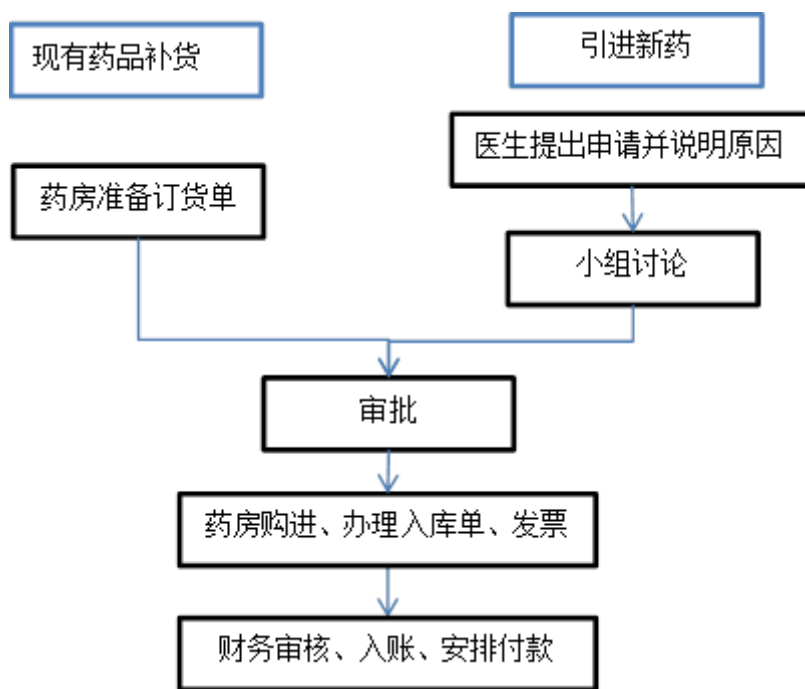 现有药品补货
引进新药
医生提出申请并说明原因
药房准备订货单
小组讨论
审批
药房购进、办理入库单、发票
财务审核、入账、安排付款